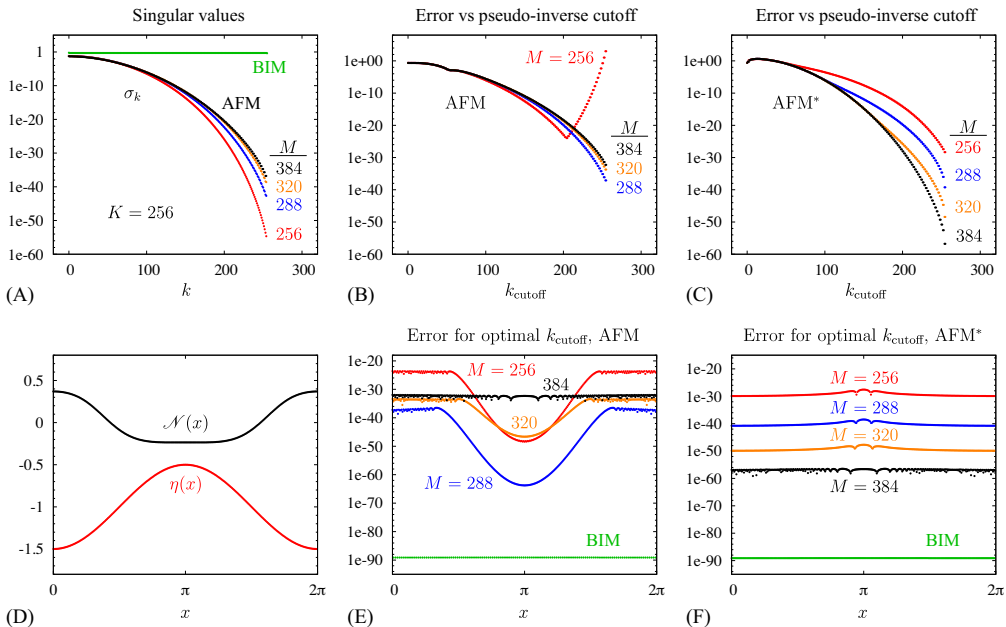 Singular values
1
1e-10
1e-20
1e-30
1e-40
1e-50
1e-60
BIM
σk
AFM
M
384
320
288
256
K = 256
0
100
200
300
k
(A)
Error vs pseudo-inverse cutoff
1e+00
1e-10
1e-20
1e-30
1e-40
1e-50
1e-60
M = 256
AFM
M
384
320
288
0
100
200
300
kcutoff
(B)
Error vs pseudo-inverse cutoff
1e+00
1e-10
1e-20
1e-30
1e-40
1e-50
1e-60
AFM*
M
256
288
320
384
0
100
200
300
kcutoff
(C)
0.5
0
-0.5
-1
-1.5
𝒩(x)
η(x)
0
π
2π
x
(D)
Error for optimal kcutoff, AFM
1e-20
1e-30
1e-40
1e-50
1e-60
1e-70
1e-80
1e-90
M = 256
384
320
M = 288
BIM
0
π
2π
x
(E)
Error for optimal kcutoff, AFM*
1e-20
1e-30
1e-40
1e-50
1e-60
1e-70
1e-80
1e-90
M = 256
M = 288
M = 320
M = 384
BIM
0
π
2π
x
(F)